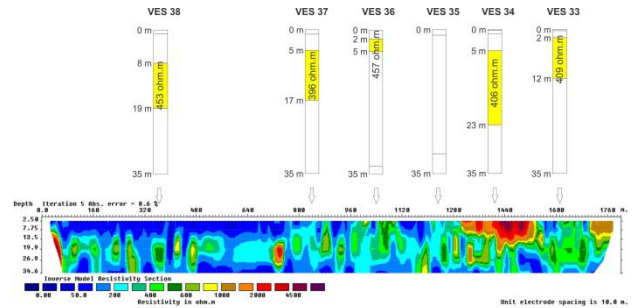 VES 38 VES 37 VES 36 VES 35 VES 34 VES 33
0 m 0 m 0 m 0 m 0 m 0 m
2 m 2 m
5 m 5 m 5 m
8 m
12 m
17 m
19 m
23 m
35 m 35 m 35 m 35 m 35 m
453 ohm.m
396 ohm.m
457 ohm.m
406 ohm.m
409 ohm.m
Depth Iteration 5 Abs. error = 8.6 %
0.0 160 320 480 640 800 960 1120 1280 1440 1600 1760 m.
2.50
7.75
13.5
19.9
26.9
34.6
Inverse Model Resistivity Section
0.00 50.0 200 400 600 1000 2000 4500
Resistivity in ohm.m
Unit electrode spacing is 10.0 m.